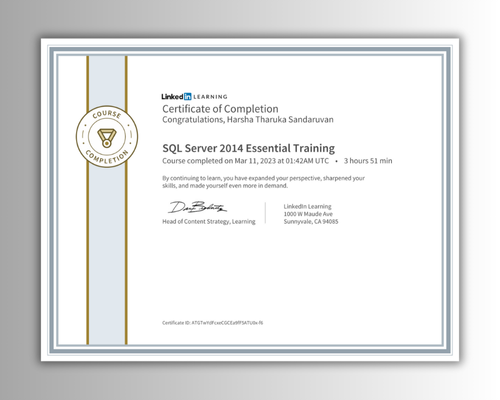 COURSE
COMPLETION
Linked in LEARNING
Certificate of Completion
Congratulations, Harsha Tharuka Sandaruvan
SQL Server 2014 Essential Training
Course completed on Mar 11, 2023 at 01:42AM UTC • 3 hours 51 min
By continuing to learn, you have expanded your perspective, sharpened your
skills, and made yourself even more in demand.
Head of Content Strategy, Learning
LinkedIn Learning
1000 W Maude Ave
Sunnyvale, CA 94085
Certificate ID: